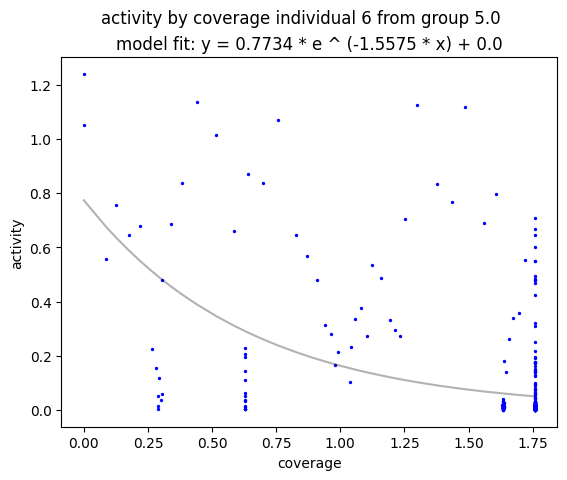 activity by coverage individual 6 from group 5.0
model fit: y = 0.7734 * e ^ (-1.5575 * x) + 0.0
1.2
1.0
0.8
0.6
0.4
0.2
0.0
activity
0.00 0.25 0.50 0.75 1.00 1.25 1.50 1.75
coverage